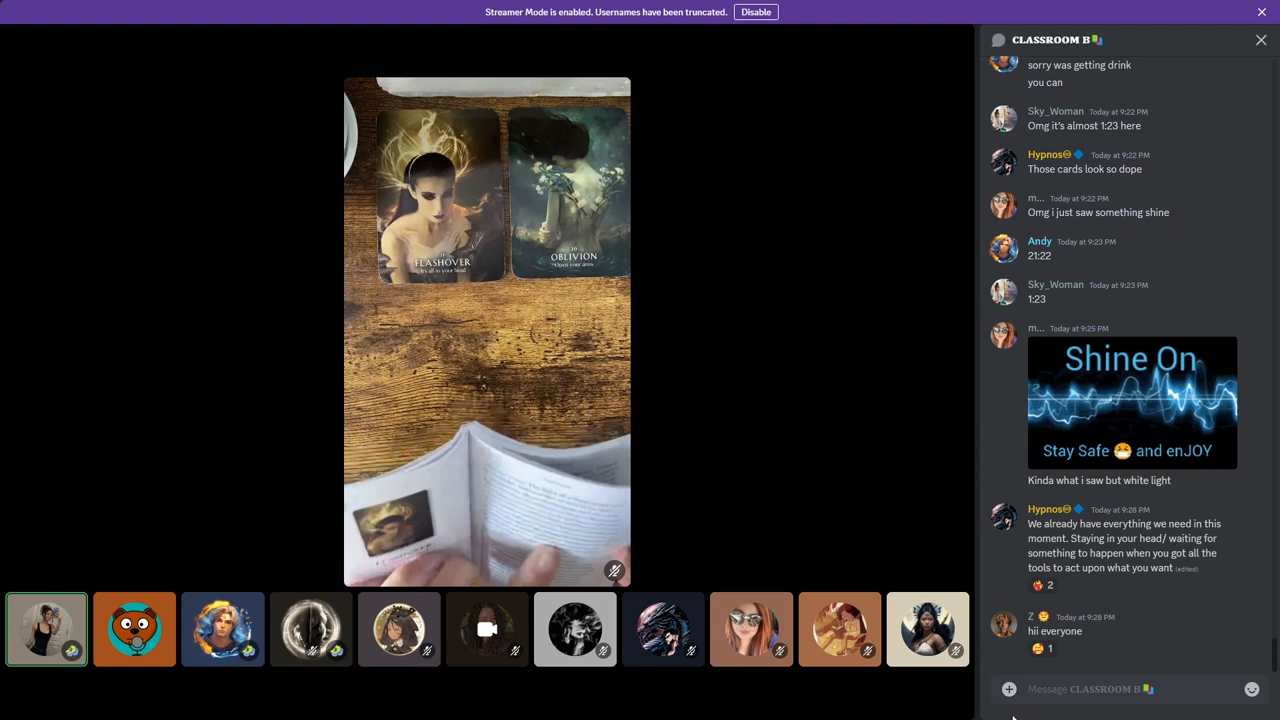 Streamer Mode is enabled. Usernames have been truncated.
Disable
11
FLASHOVER
It's all in your head
20
OBLIVION
Open your arms
CLASSROOM B
sorry was getting drink
you can
Sky_Woman Today at 9:22 PM
Omg it's almost 1:23 here
Hypnos♾ Today at 9:22 PM
Those cards look so dope
m... Today at 9:22 PM
Omg i just saw something shine
Andy Today at 9:23 PM
21:22
Sky_Woman Today at 9:23 PM
1:23
m... Today at 9:25 PM
Shine On
Stay Safe 😷 and enJOY
Kinda what i saw but white light
Hypnos♾ Today at 9:28 PM
We already have everything we need in this
moment. Staying in your head/ waiting for
something to happen when you got all the
tools to act upon what you want (edited)
2
Z Today at 9:28 PM
hii everyone
1
Message CLASSROOM B